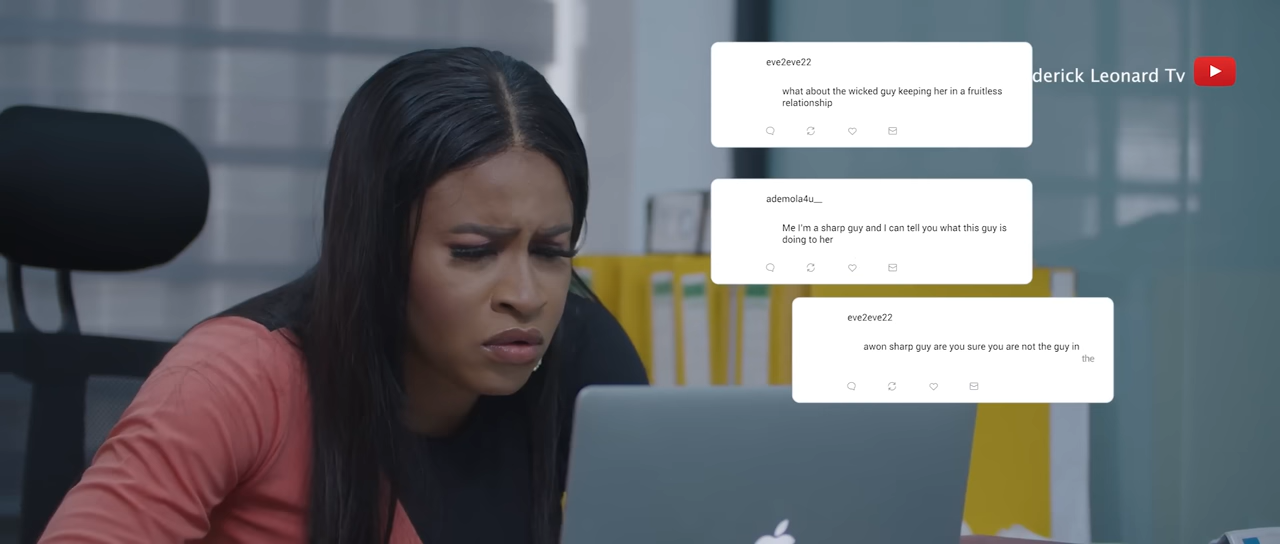 eve2eve22
what about the wicked guy keeping her in a fruitless
relationship
derick Leonard Tv
ademola4u__
Me I'm a sharp guy and I can tell you what this guy is
doing to her
eve2eve22
awon sharp guy are you sure you are not the guy in
the